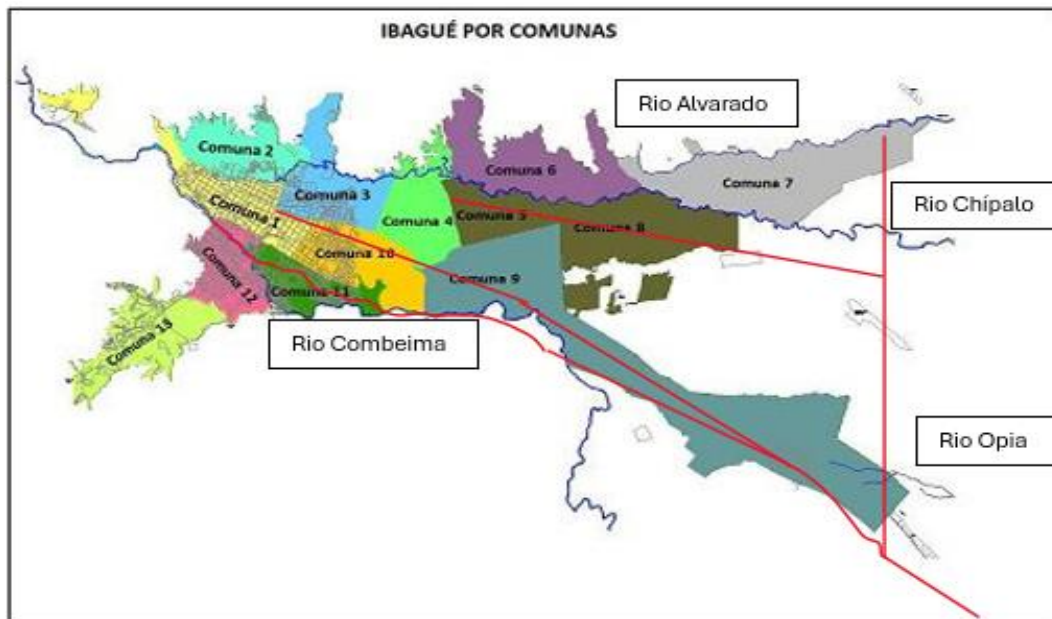 IBAGUÉ POR COMUNAS
Rio Alvarado
Comuna 2
Comuna 6
Comuna 7
Comuna 3
Rio Chípalo
Comuna 1
Comuna 4
Comuna 5
Comuna 8
Comuna 10
Comuna 9
Comuna 12
Comuna 11
Comuna 13
Rio Combeima
Rio Opia